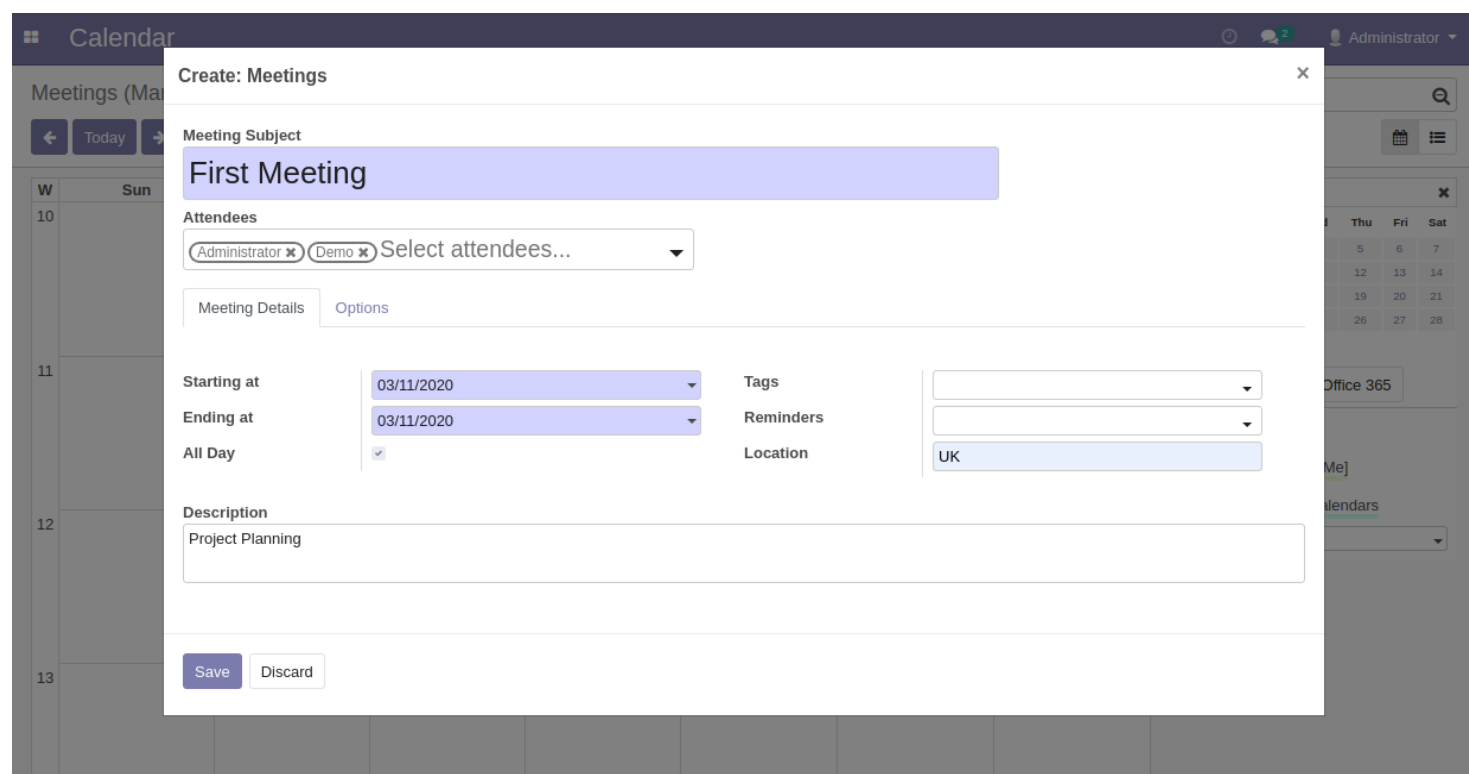 Calendar
2
Administrator
Meetings (Mar
Today
Create: Meetings
×
Meeting Subject
First Meeting
Attendees
Administrator × Demo × Select attendees...
Meeting Details Options
Starting at 03/11/2020
Ending at 03/11/2020
All Day
Tags
Reminders
Location UK
Description
Project Planning
Save Discard
W Sun
10
11
12
13
Thu Fri Sat
5 6 7
12 13 14
19 20 21
26 27 28
Office 365
Me]
alendars